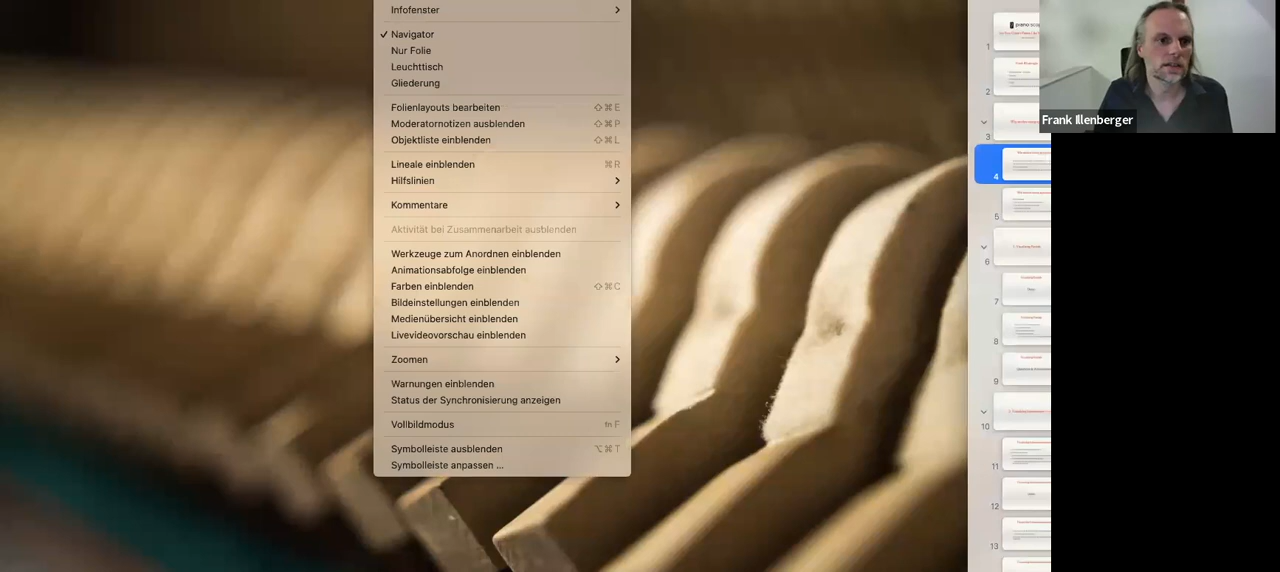 Infofenster
Navigator
Nur Folie
Leuchttisch
Gliederung
Folienlayouts bearbeiten ⇧⌘E
Moderatornotizen ausblenden ⇧⌘P
Objektliste einblenden ⇧⌘L
Lineale einblenden ⌘R
Hilfslinien
Kommentare
Aktivität bei Zusammenarbeit ausblenden
Werkzeuge zum Anordnen einblenden
Animationsabfolge einblenden
Farben einblenden ⇧⌘C
Bildeinstellungen einblenden
Medienübersicht einblenden
Livevideovorschau einblenden
Zoomen
Warnungen einblenden
Status der Synchronisierung anzeigen
Vollbildmodus fn F
Symbolleiste ausblenden ⌥⌘T
Symbolleiste anpassen ...
1
2
3
4
5
6
7
8
9
10
11
12
13
Frank Illenberger